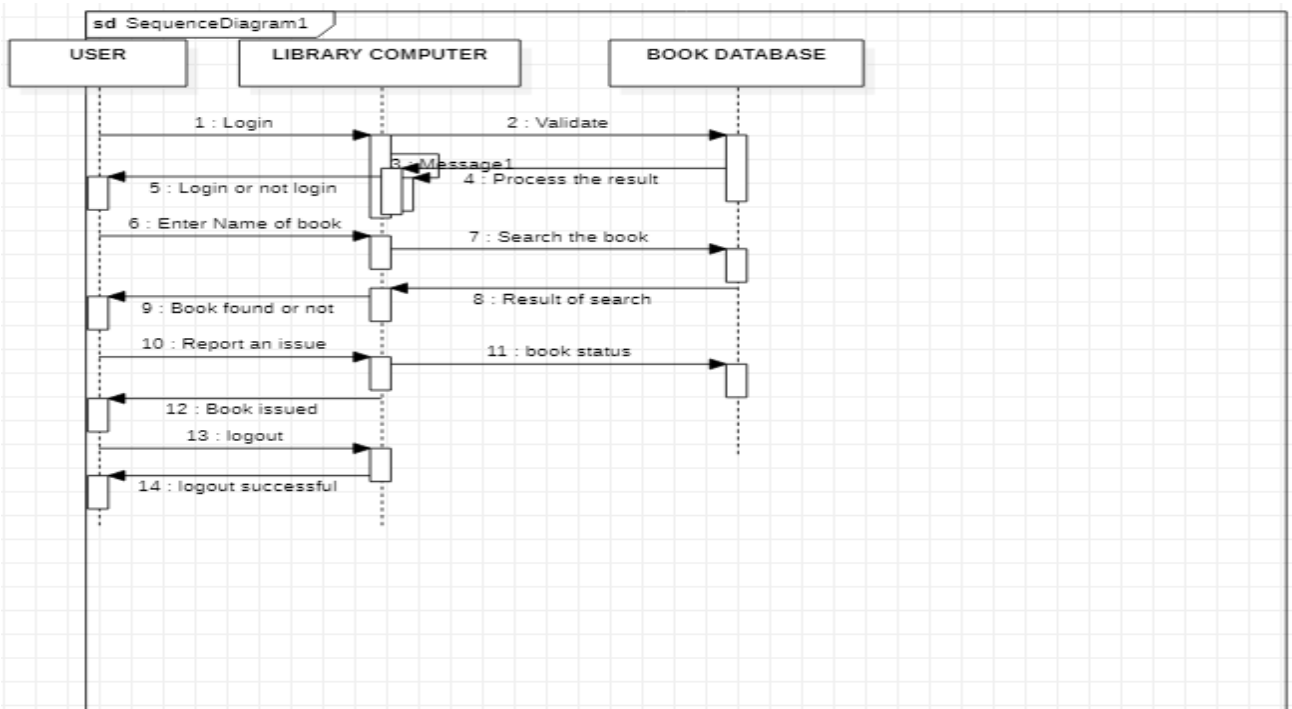 sd SequenceDiagram1
USER
LIBRARY COMPUTER
BOOK DATABASE
1 : Login
2 : Validate
3 : Message1
4 : Process the result
5 : Login or not login
6 : Enter Name of book
7 : Search the book
8 : Result of search
9 : Book found or not
10 : Report an issue
11 : book status
12 : Book issued
13 : logout
14 : logout successful